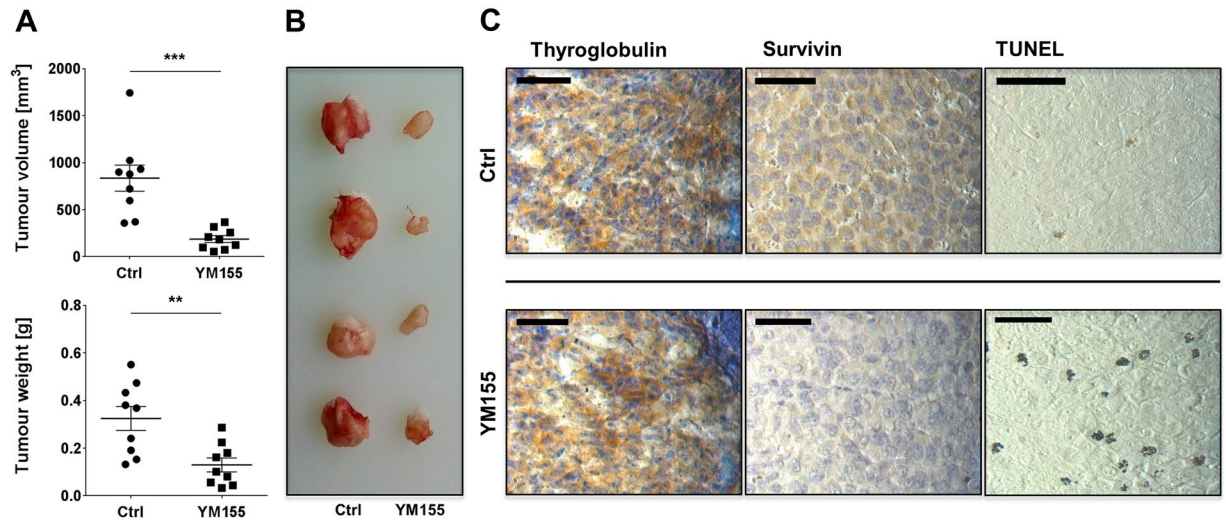 A
***
Tumour volume [mm³]
2000
1500
1000
500
0
Ctrl YM155
**
Tumour weight [g]
0.8
0.6
0.4
0.2
0.0
Ctrl YM155
B
Ctrl YM155
C
Thyroglobulin Survivin TUNEL
Ctrl
YM155